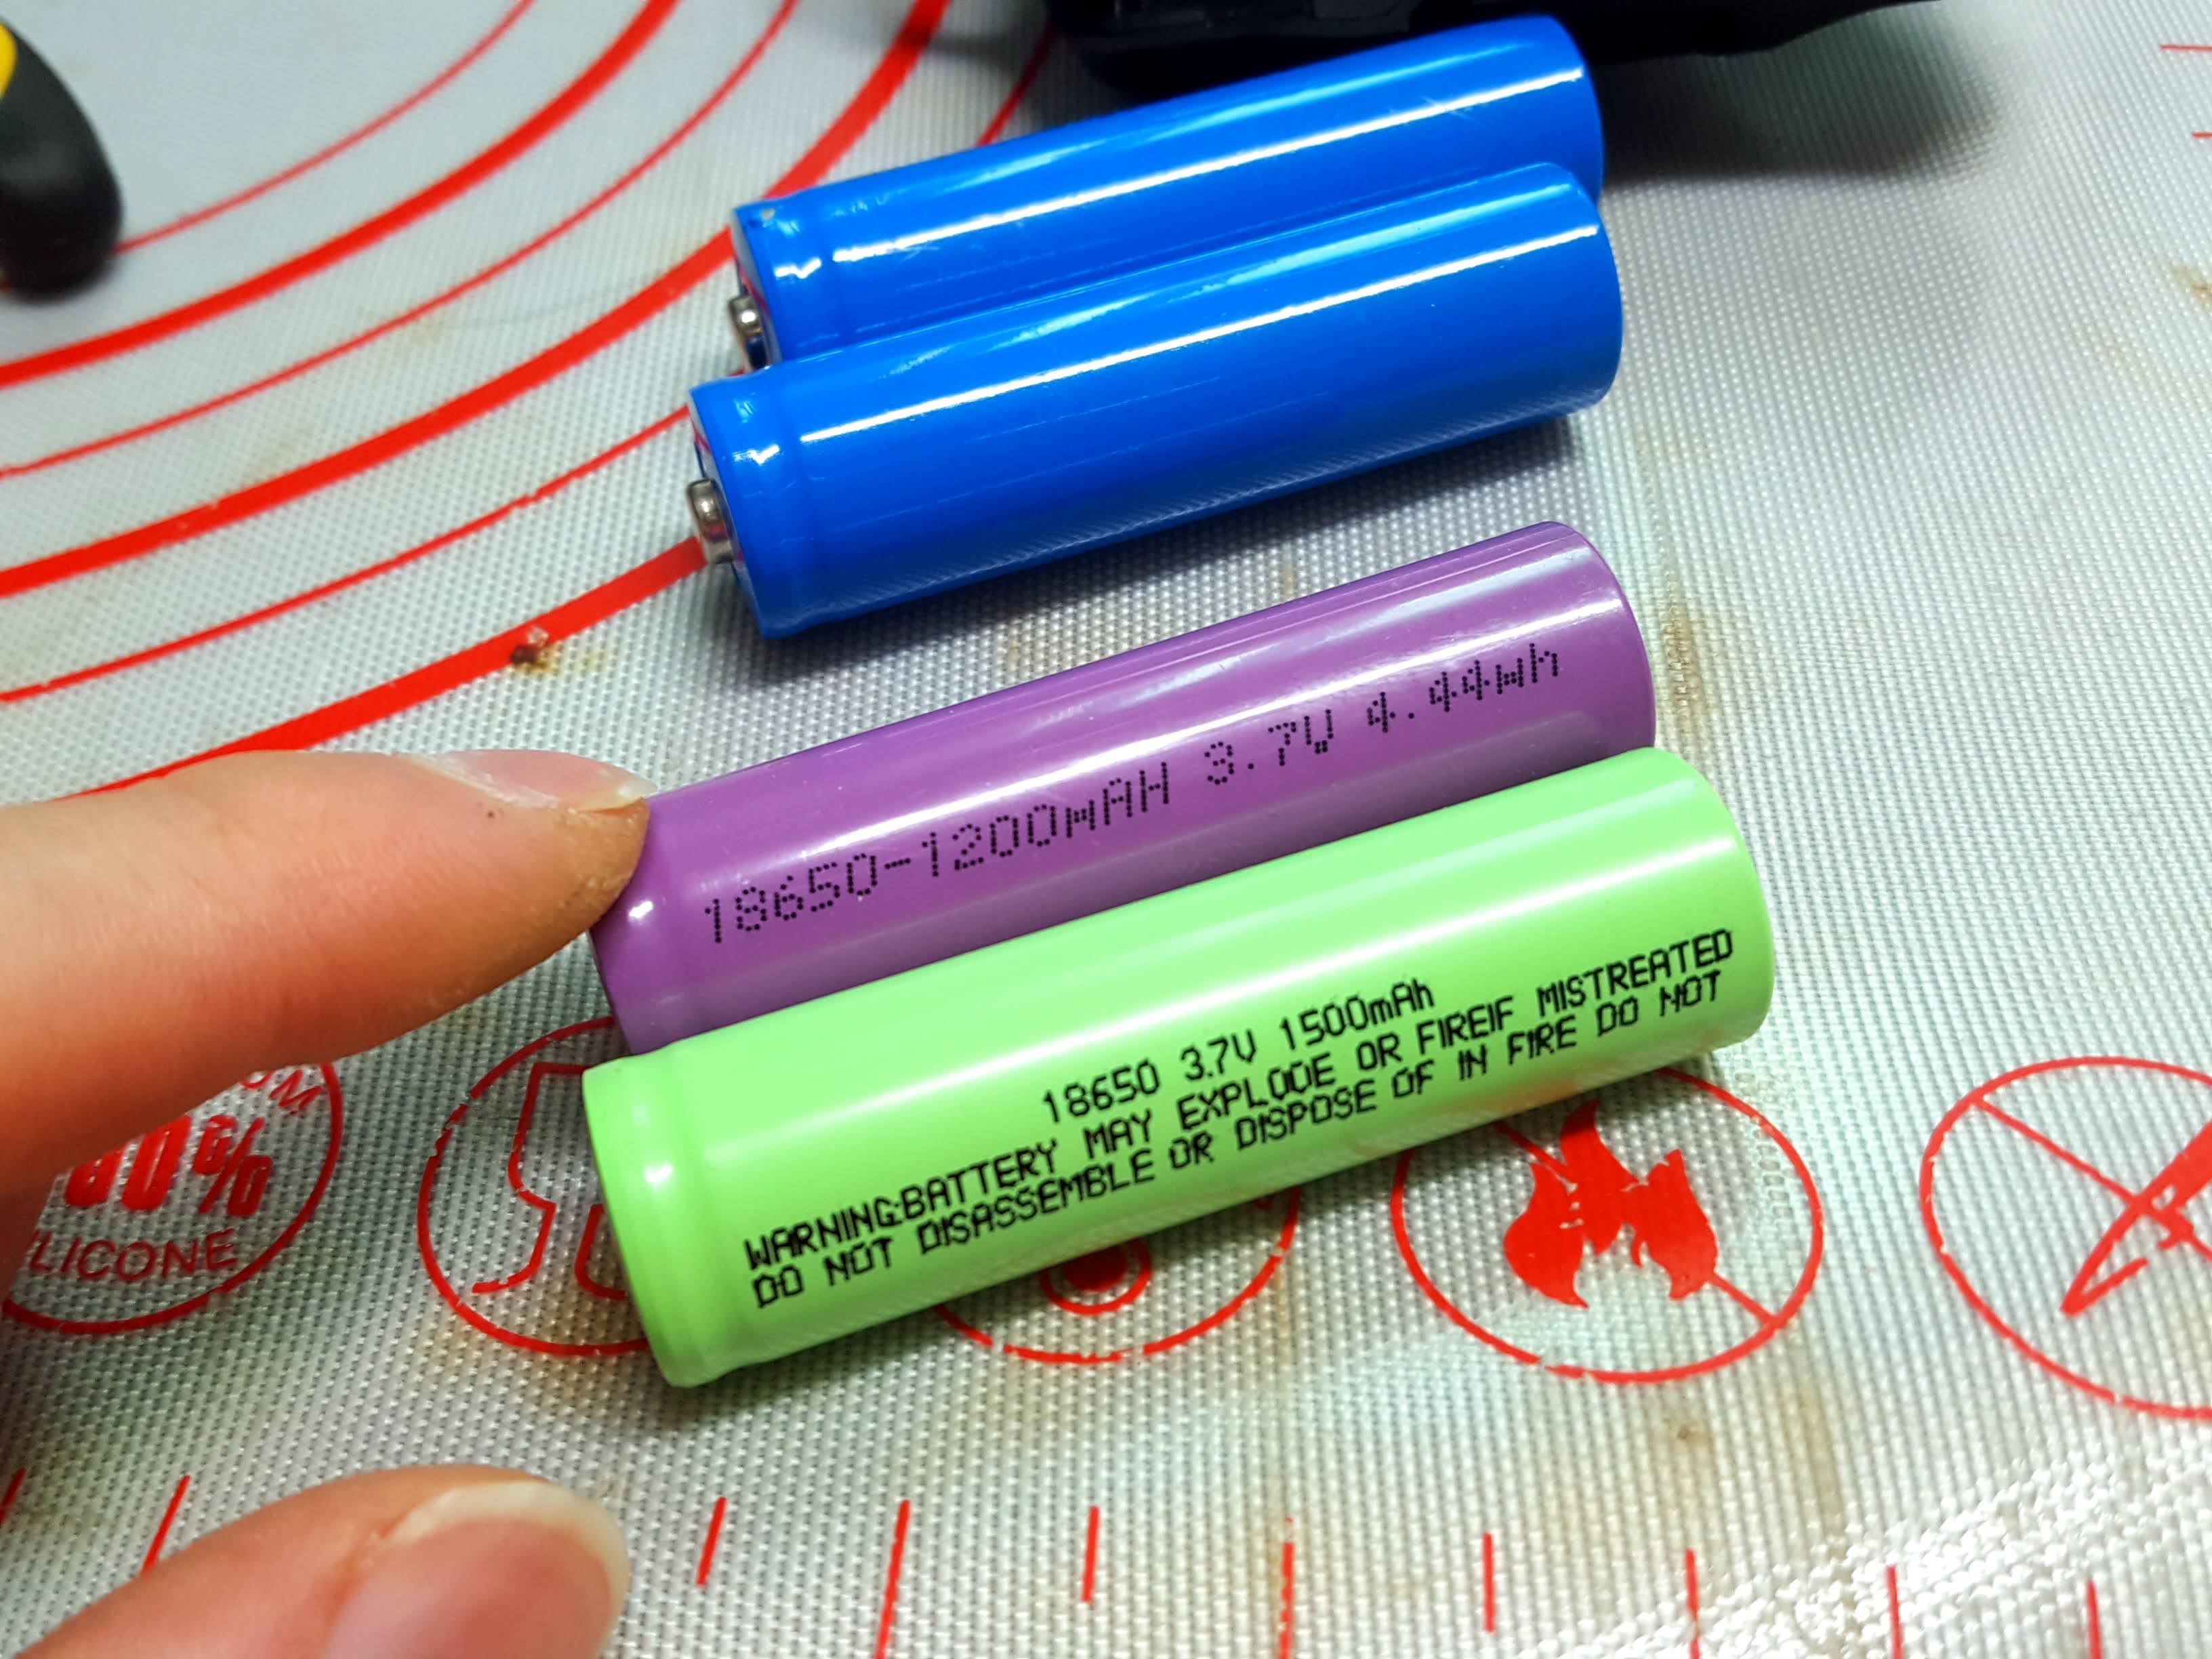 18650-1200mAH 3.7V 4.44Wh
18650 3.7V 1500mAh
WARNING:BATTERY MAY EXPLODE OR FIREIF MISTREATED
DO NOT DISASSEMBLE OR DISPOSE OF IN FIRE DO NOT